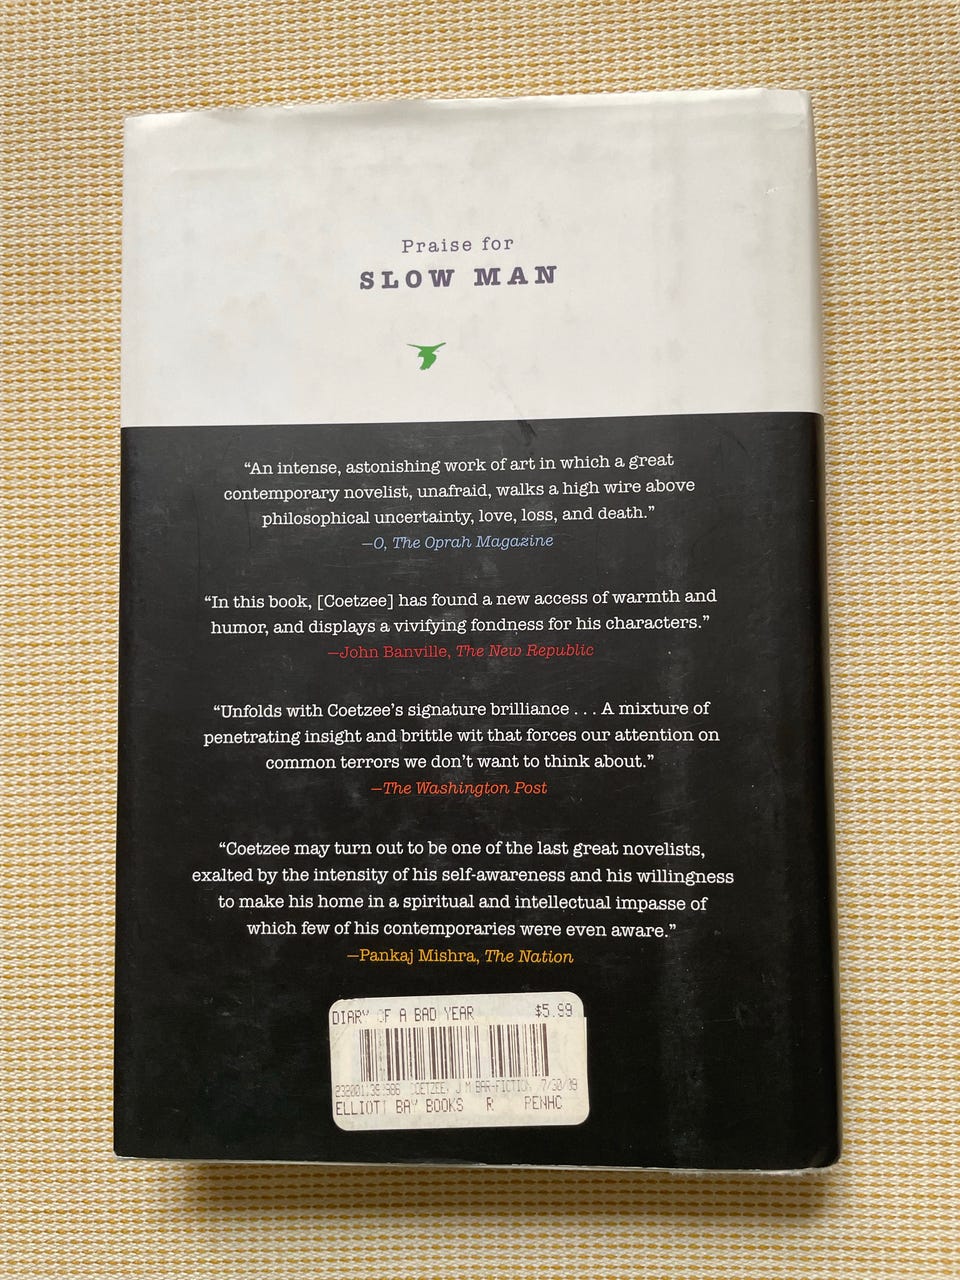 Praise for
SLOW MAN
“An intense, astonishing work of art in which a great
contemporary novelist, unafraid, walks a high wire above
philosophical uncertainty, love, loss, and death.”
—O, The Oprah Magazine
“In this book, [Coetzee] has found a new access of warmth and
humor, and displays a vivifying fondness for his characters.”
—John Banville, The New Republic
“Unfolds with Coetzee’s signature brilliance . . . A mixture of
penetrating insight and brittle wit that forces our attention on
common terrors we don’t want to think about.”
—The Washington Post
“Coetzee may turn out to be one of the last great novelists,
exalted by the intensity of his self-awareness and his willingness
to make his home in a spiritual and intellectual impasse of
which few of his contemporaries were even aware.”
—Pankaj Mishra, The Nation
DIARY OF A BAD YEAR $5.99
COETZEE, J M BAR-FICTION 7/30/09
ELLIOTT BAY BOOKS R PENHC